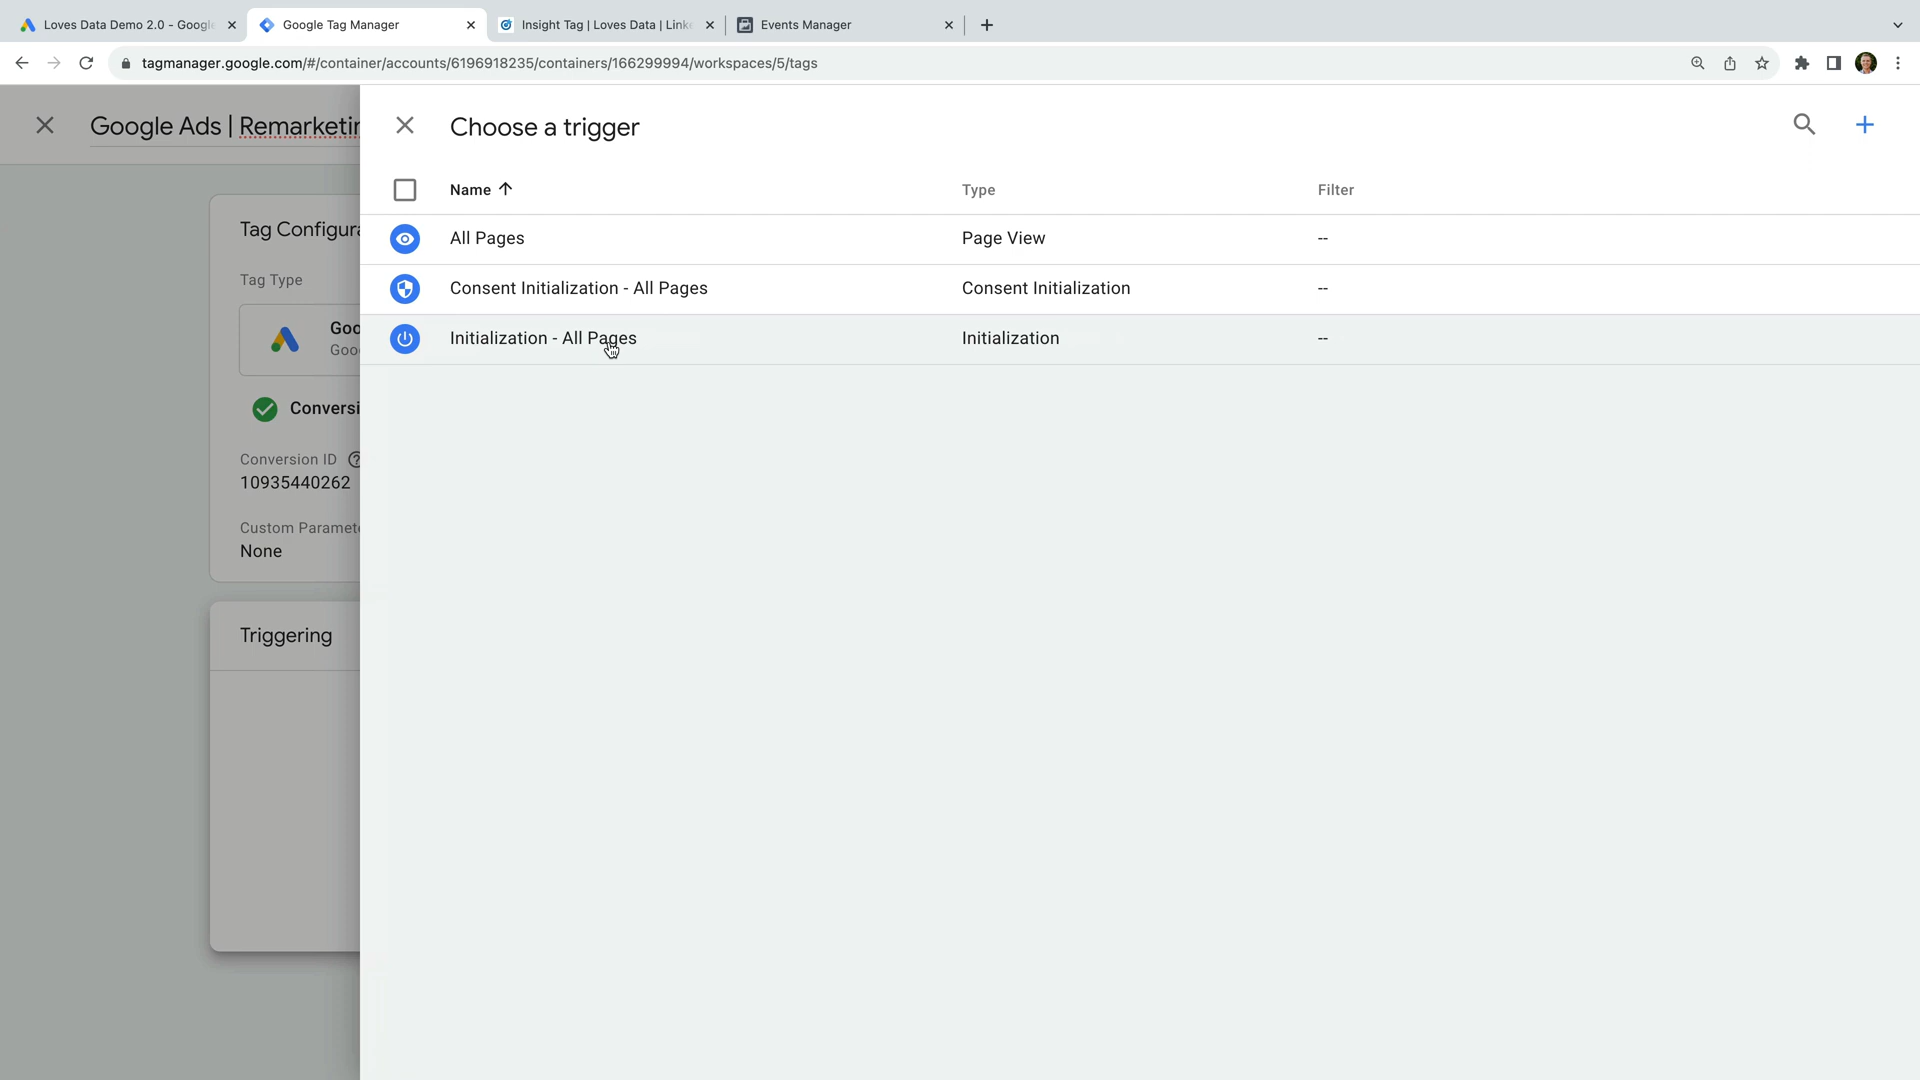 Loves Data Demo 2.0 - Google
Google Tag Manager
Insight Tag | Loves Data | Link
Events Manager
tagmanager.google.com/#/container/accounts/6196918235/containers/166299994/workspaces/5/tags
Google Ads | Remarketin
Choose a trigger
Name
Type
Filter
All Pages
Page View
--
Consent Initialization - All Pages
Consent Initialization
--
Initialization - All Pages
Initialization
--
Tag Configura
Tag Type
Goo
Goo
Conversi
Conversion ID
10935440262
Custom Paramete
None
Triggering